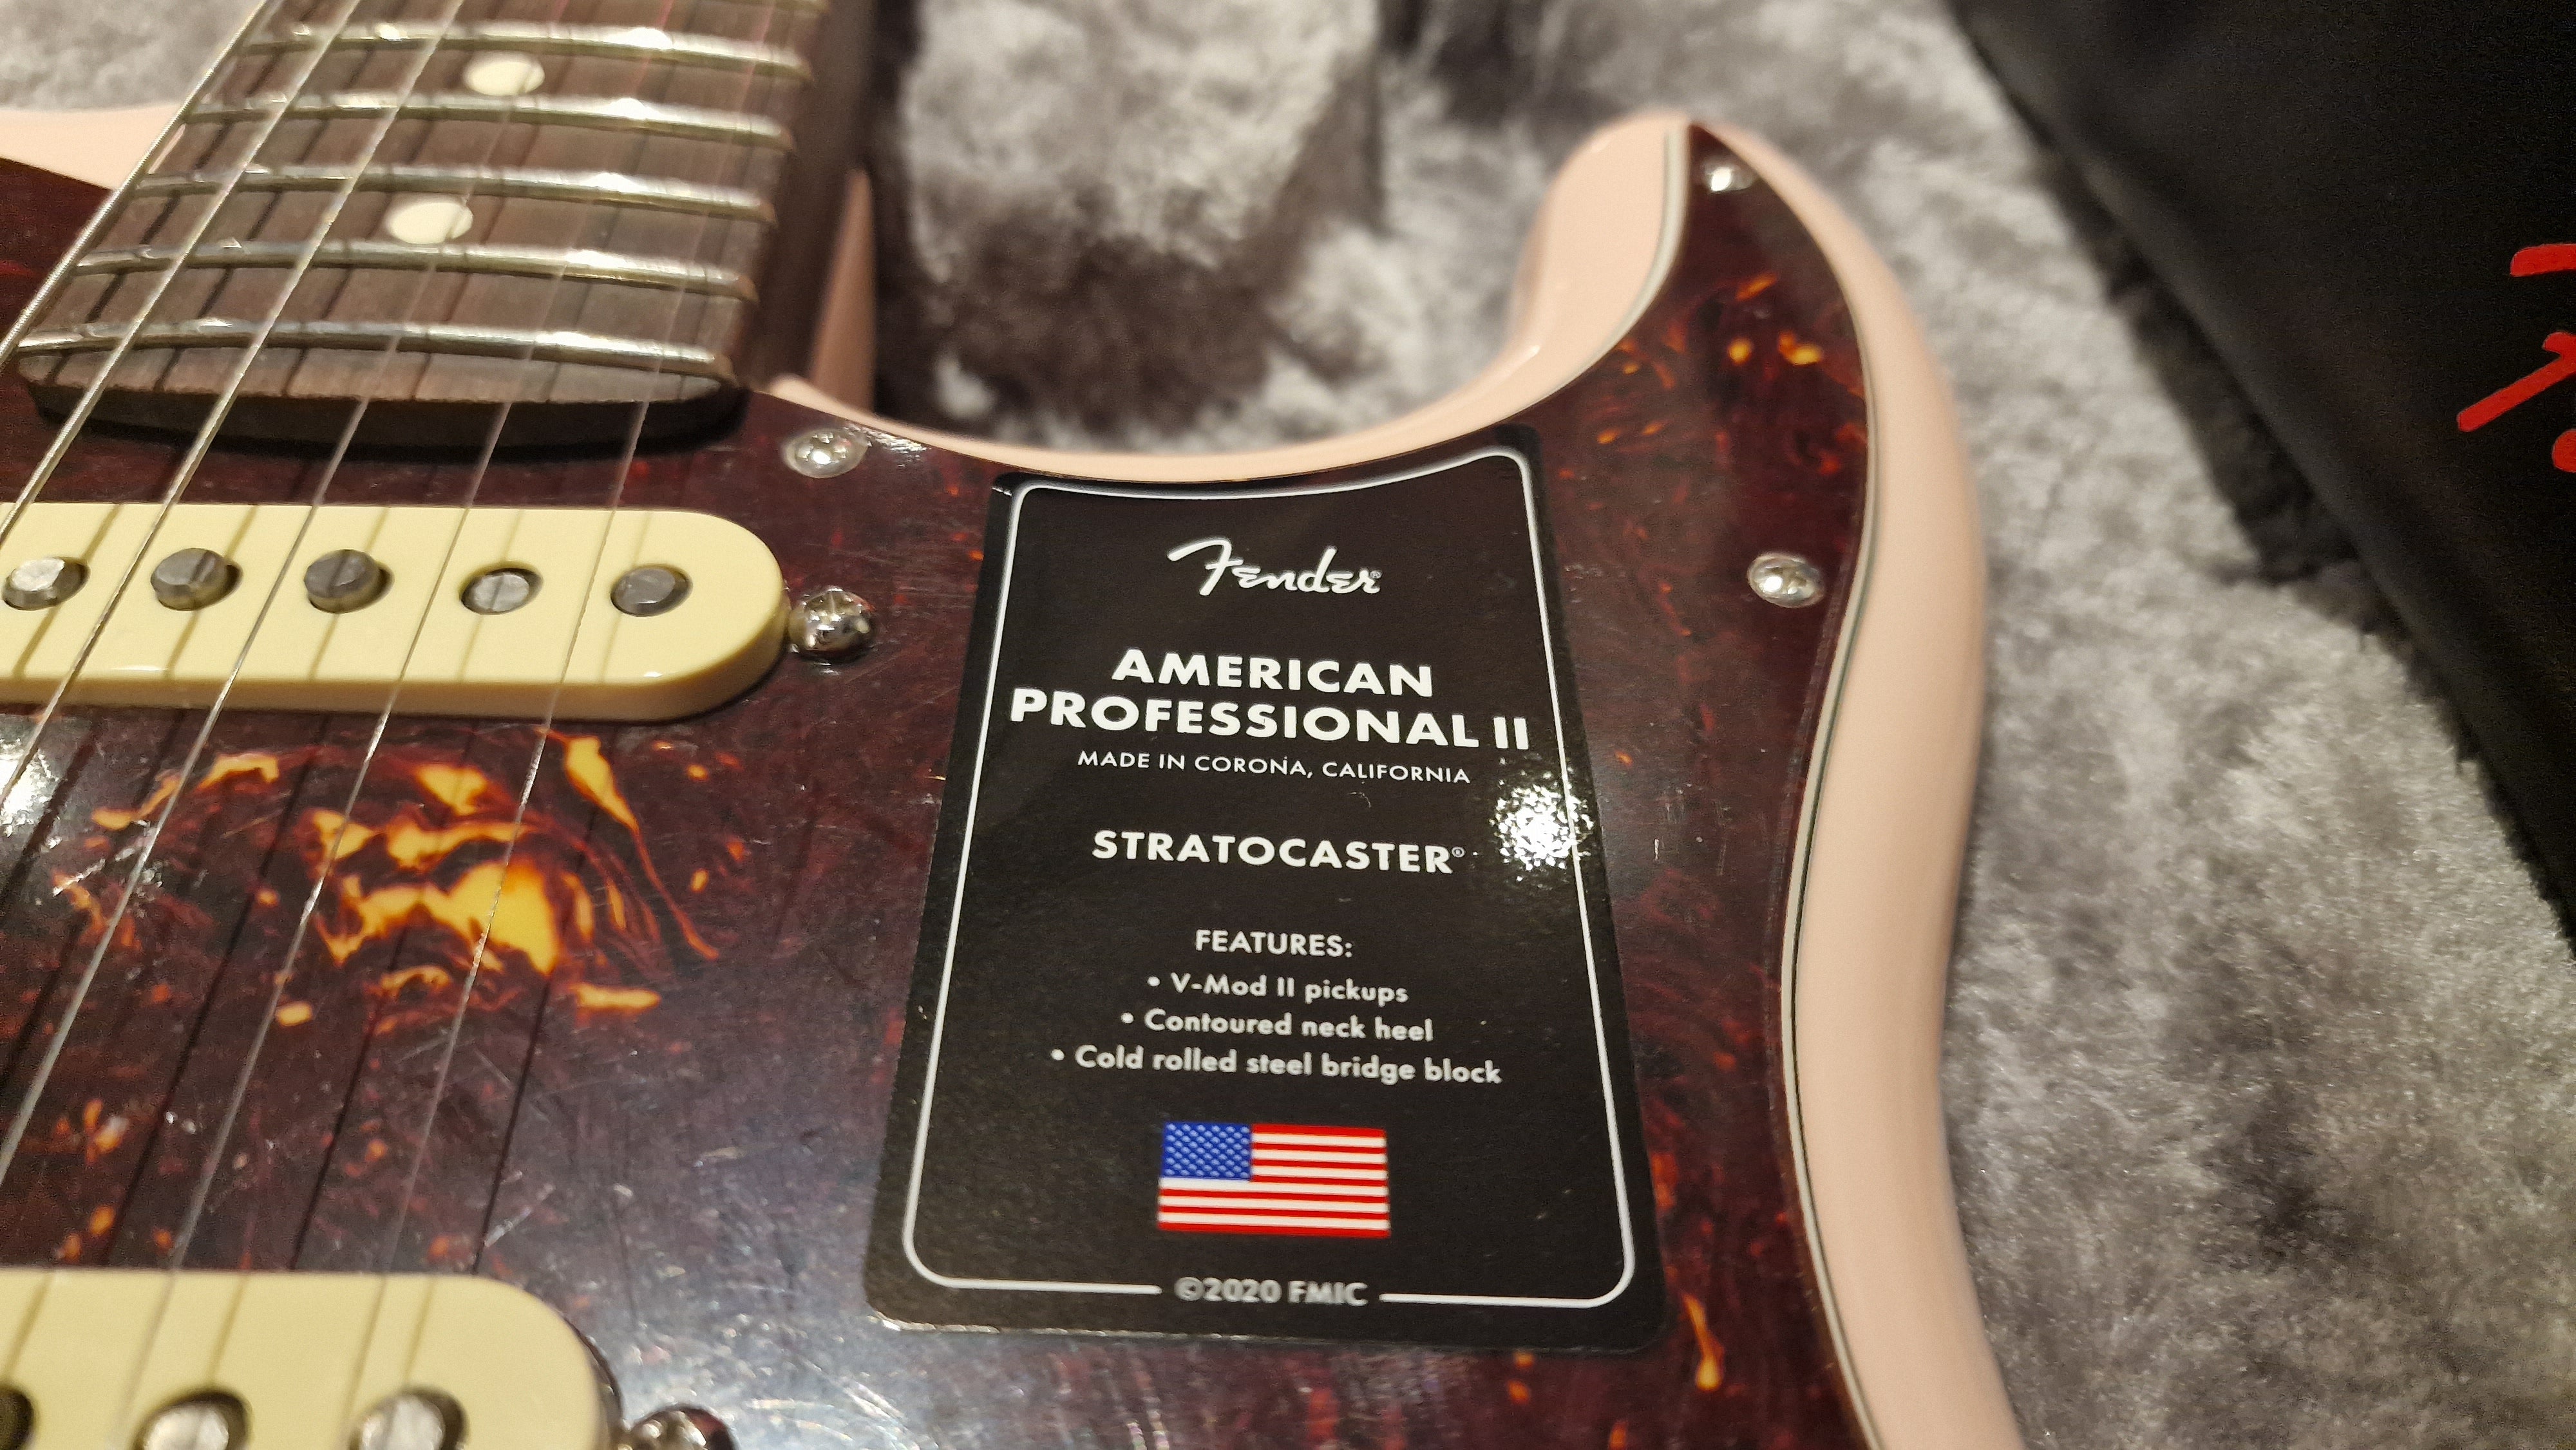 Fender®
AMERICAN
PROFESSIONAL II
MADE IN CORONA, CALIFORNIA
STRATOCASTER®
FEATURES:
• V-Mod II pickups
• Contoured neck heel
• Cold rolled steel bridge block
©2020 FMIC